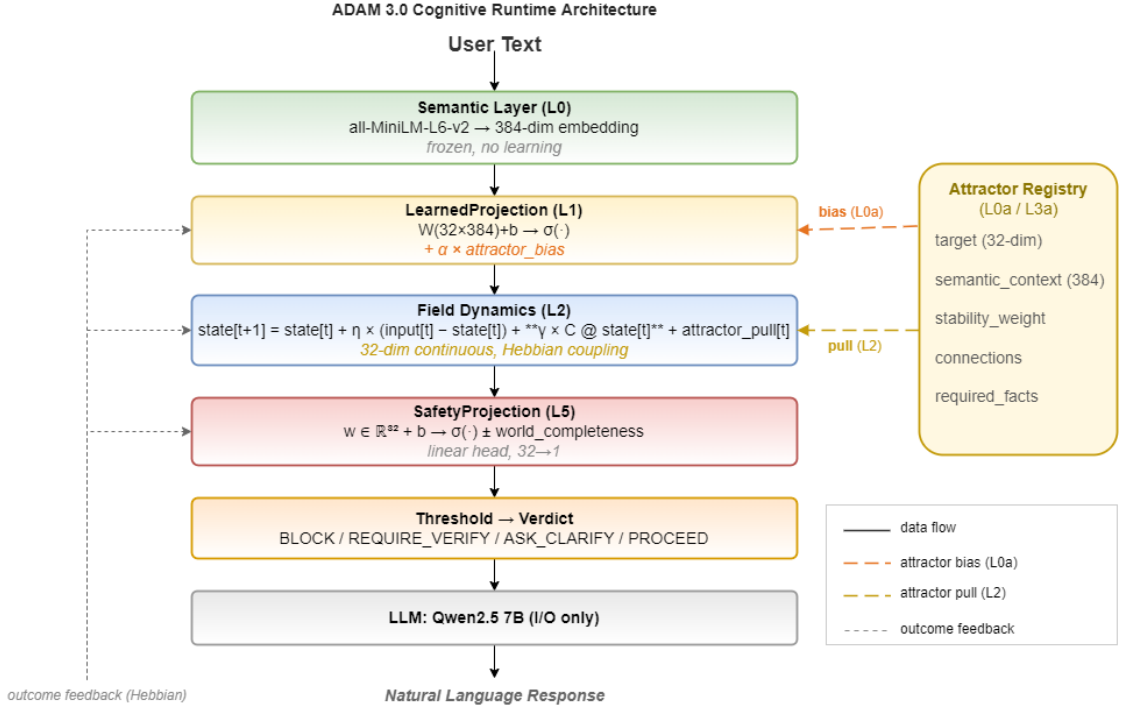 ADAM 3.0 Cognitive Runtime Architecture
User Text
Semantic Layer (L0)
all-MiniLM-L6-v2 → 384-dim embedding
frozen, no learning
LearnedProjection (L1)
W(32×384)+b → σ(·)
+ α × attractor_bias
bias (L0a)
Field Dynamics (L2)
state[t+1] = state[t] + η × (input[t] − state[t]) + **γ × C @ state[t]** + attractor_pull[t]
32-dim continuous, Hebbian coupling
pull (L2)
SafetyProjection (L5)
w ∈ ℝ³² + b → σ(·) ± world_completeness
linear head, 32→1
Threshold → Verdict
BLOCK / REQUIRE_VERIFY / ASK_CLARIFY / PROCEED
LLM: Qwen2.5 7B (I/O only)
Natural Language Response
outcome feedback (Hebbian)
Attractor Registry
(L0a / L3a)
target (32-dim)
semantic_context (384)
stability_weight
connections
required_facts
data flow
attractor bias (L0a)
attractor pull (L2)
outcome feedback